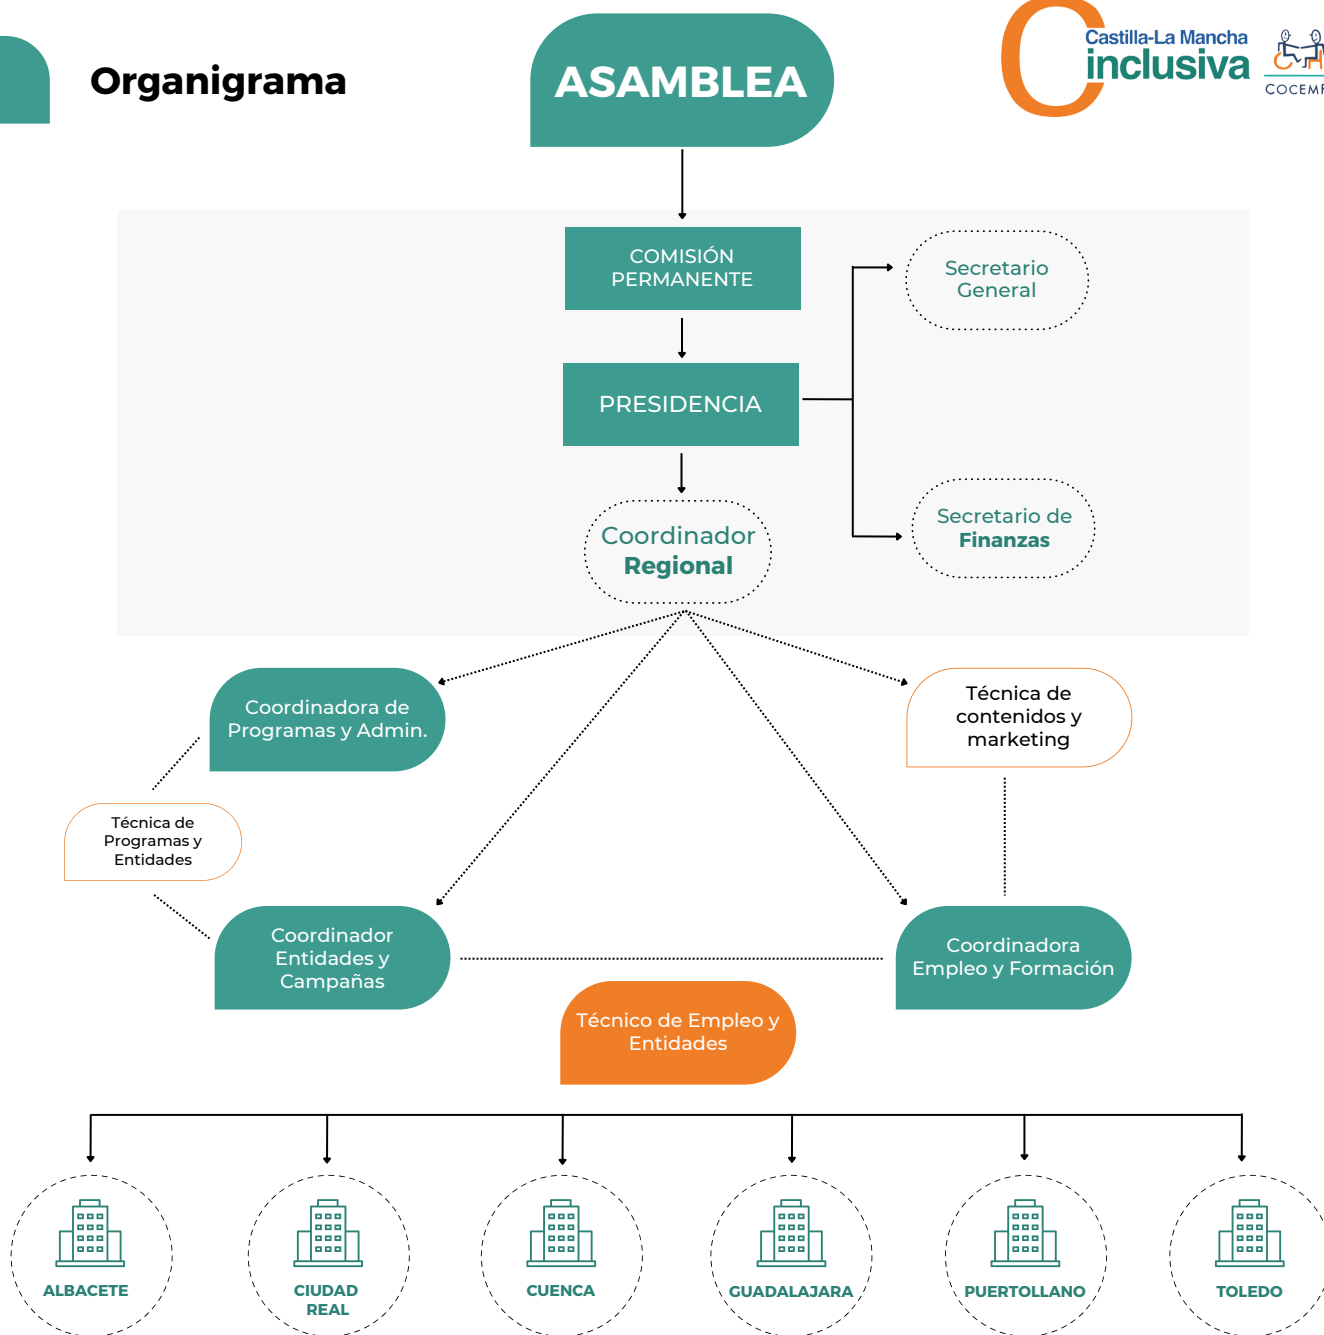 Organigrama
ASAMBLEA
Castilla-La Mancha
inclusiva
COMISIÓN
PERMANENTE
Secretario
General
PRESIDENCIA
Secretario de
Finanzas
Coordinador
Regional
Coordinadora de
Programas y Admin.
Técnica de
contenidos y
marketing
Técnica de
Programas y
Entidades
Coordinador
Entidades y
Campañas
Coordinadora
Empleo y Formación
Técnico de Empleo y
Entidades
ALBACETE
CIUDAD
REAL
CUENCA
GUADALAJARA
PUERTOLLANO
TOLEDO